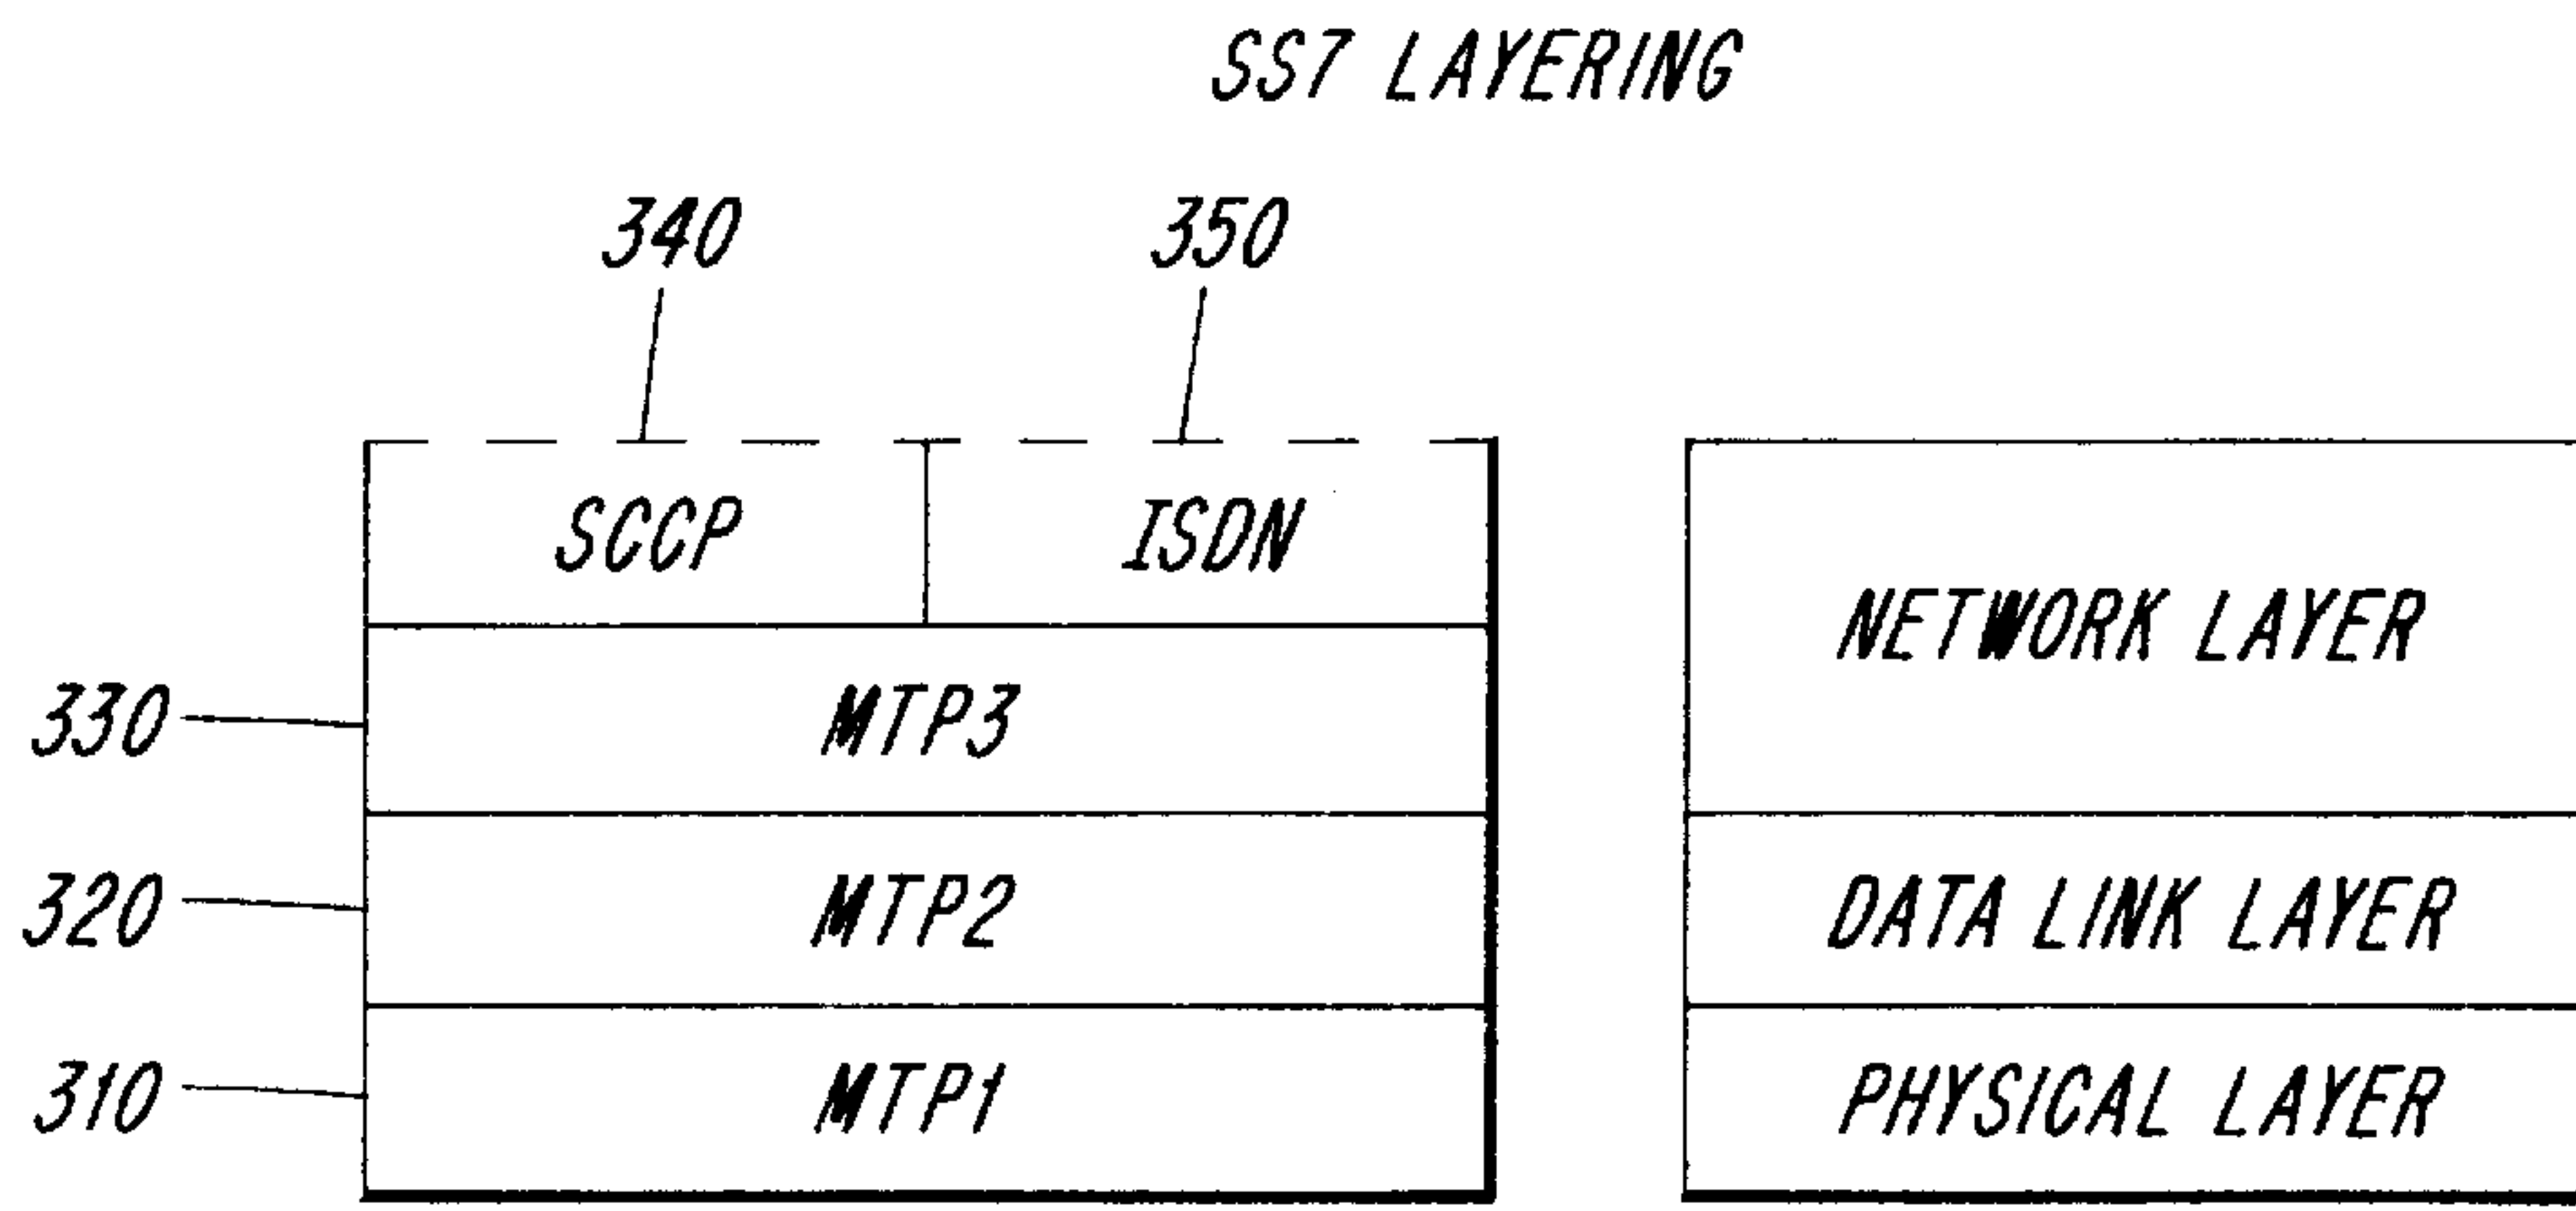 SS7 LAYERING
340
350
SCCP
ISDN
NETWORK LAYER
330
MTP3
320
MTP2
DATA LINK LAYER
310
MTP1
PHYSICAL LAYER